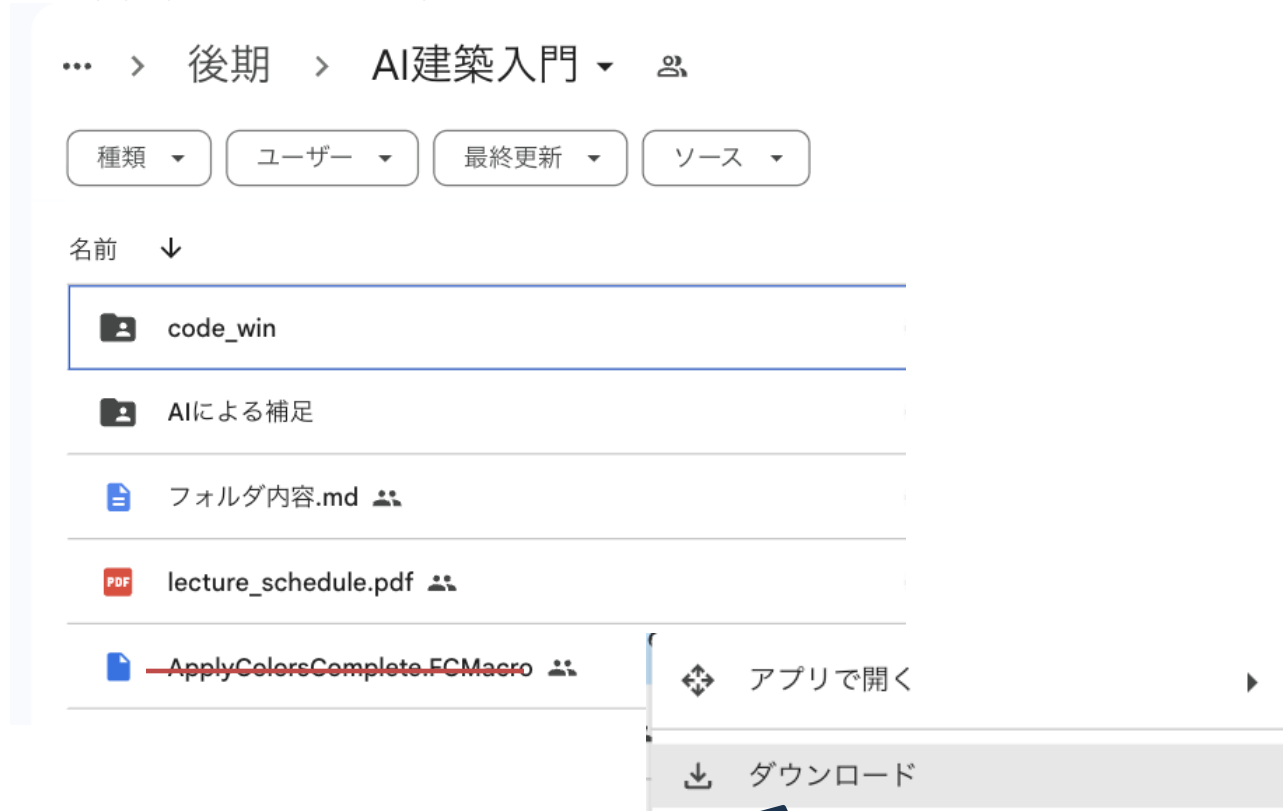 … > 後期 > AI建築入門
種類 ユーザー 最終更新 ソース
名前
code_win
AIによる補足
フォルダ内容.md
PDF lecture_schedule.pdf
ApplyColorsComplete.FCMacro
アプリで開く
ダウンロード